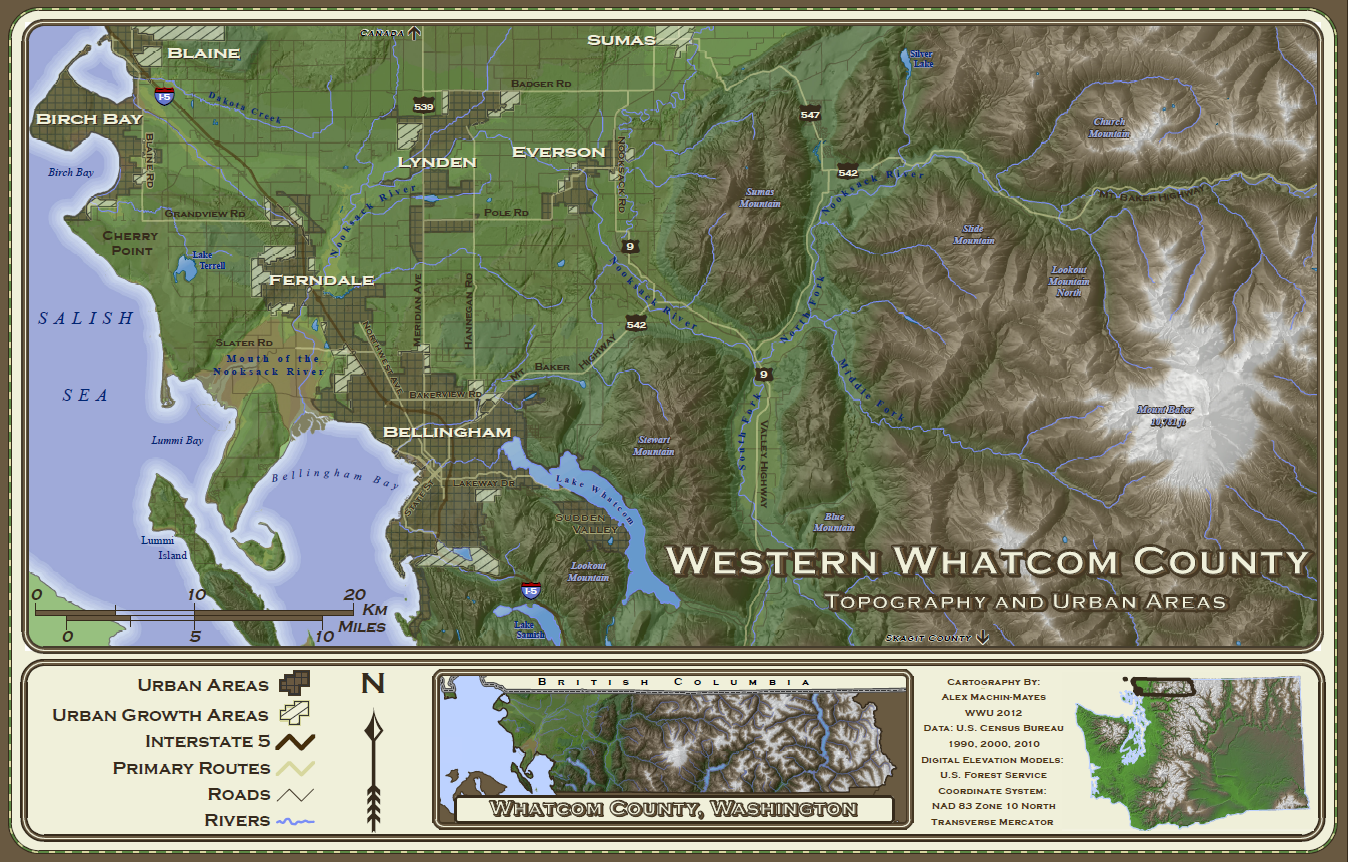 CANADA
BLAINE
SUMAS
Silver
Lake
I-5
Dakota Creek
BADGER RD
539
547
BIRCH BAY
Church
Mountain
BLAINE RD
LYNDEN
EVERSON
NOOKSACK RD
Birch Bay
542
Nooksack River
MT. BAKER HIGHWAY
Nooksack River
Sumas
Mountain
GRANDVIEW RD
POLE RD
CHERRY
POINT
Slide
Mountain
9
Lake
Terrell
FERNDALE
Nooksack River
Lookout
Mountain
North
MERIDIAN AVE
HANNEGAN RD
North Fork
SALISH
SEA
542
SLATER RD
NORTHWEST AVE
Mouth of the
Nooksack River
MT. BAKER HIGHWAY
9
Middle Fork
BAKERVIEW RD
Mount Baker
10,781 ft
BELLINGHAM
Lummi Bay
Stewart
Mountain
South Fork
VALLEY HIGHWAY
Bellingham Bay
LAKEWAY DR
Lake Whatcom
STATE ST
SUDDEN
VALLEY
Blue
Mountain
Lummi
Island
Lookout
Mountain
I-5
Lake
Samish
WESTERN WHATCOM COUNTY
TOPOGRAPHY AND URBAN AREAS
SKAGIT COUNTY
0 10 20
KM
MILES
0 5 10
URBAN AREAS
URBAN GROWTH AREAS
INTERSTATE 5
PRIMARY ROUTES
ROADS
RIVERS
N
BRITISH COLUMBIA
WHATCOM COUNTY, WASHINGTON
CARTOGRAPHY BY:
ALEX MACHIN-MAYES
WWU 2012
DATA: U.S. CENSUS BUREAU
1990, 2000, 2010
DIGITAL ELEVATION MODELS:
U.S. FOREST SERVICE
COORDINATE SYSTEM:
NAD 83 ZONE 10 NORTH
TRANSVERSE MERCATOR